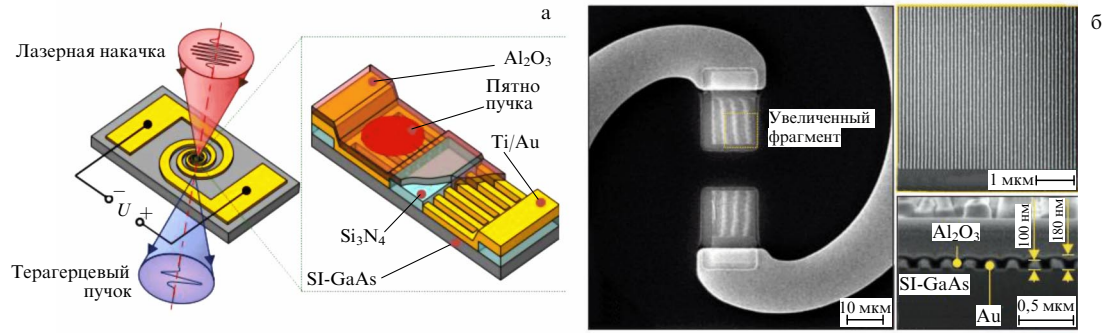 а
Лазерная накачка
U
−
+
Терагерцевый
пучок
Al2O3
Пятно
пучка
Ti/Au
Si3N4
SI-GaAs
б
Увеличенный
фрагмент
10 мкм
1 мкм
Al2O3
100 нм
180 нм
SI-GaAs
Au
0,5 мкм